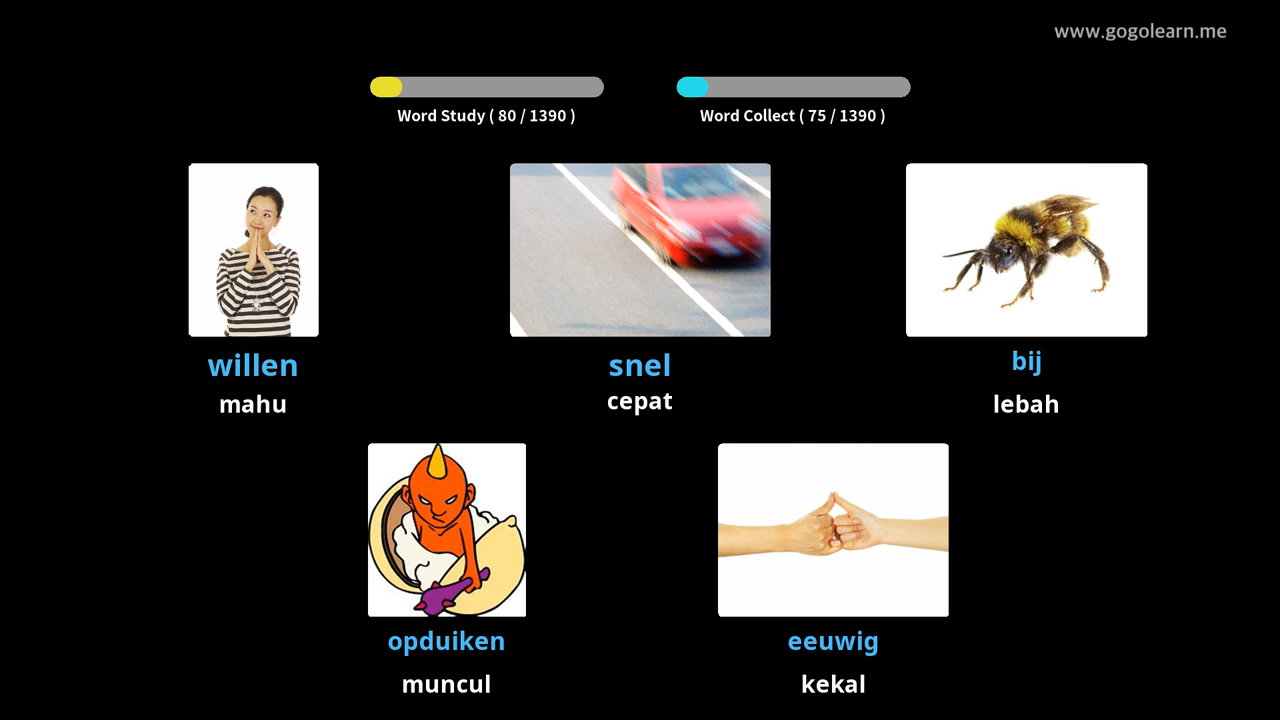 www.gogolearn.me
Word Study ( 80 / 1390 )
Word Collect ( 75 / 1390 )
willen
mahu
snel
cepat
bij
lebah
opduiken
muncul
eeuwig
kekal